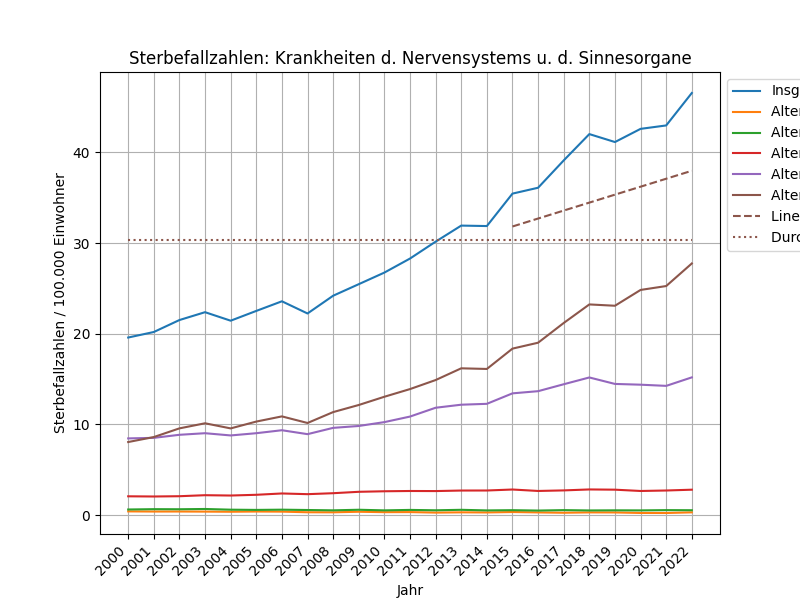 Sterbefallzahlen: Krankheiten d. Nervensystems u. d. Sinnesorgane
Sterbefallzahlen / 100.000 Einwohner
40
30
20
10
0
Insg
Alter
Alter
Alter
Alter
Alter
Line
Durc
2000
2001
2002
2003
2004
2005
2006
2007
2008
2009
2010
2011
2012
2013
2014
2015
2016
2017
2018
2019
2020
2021
2022
Jahr